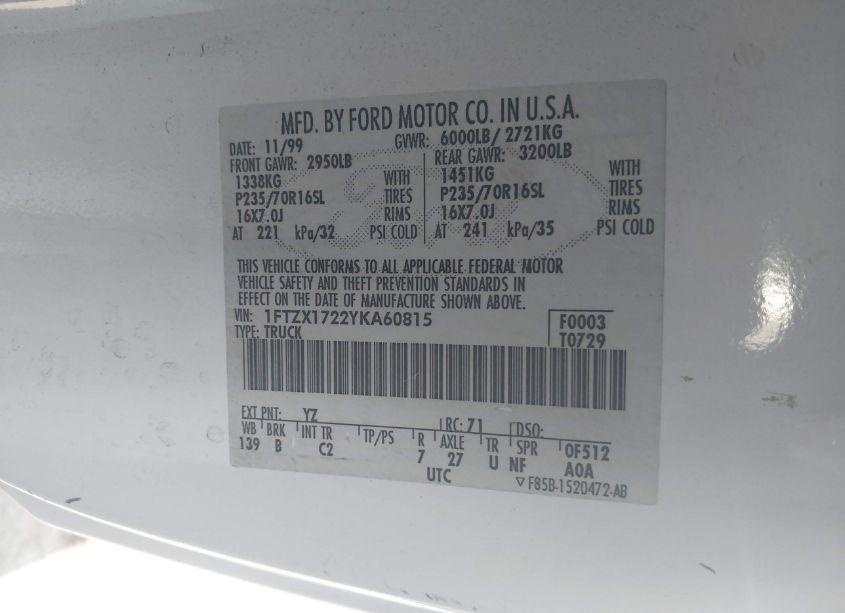 MFD. BY FORD MOTOR CO. IN U.S.A.
DATE: 11/99 GVWR: 6000LB/ 2721KG
FRONT GAWR: 2950LB REAR GAWR: 3200LB
1338KG WITH 1451KG WITH
P235/70R16SL TIRES P235/70R16SL TIRES
16X7.0J RIMS 16X7.0J RIMS
AT 221 kPa/32 PSI COLD AT 241 kPa/35 PSI COLD
THIS VEHICLE CONFORMS TO ALL APPLICABLE FEDERAL MOTOR
VEHICLE SAFETY AND THEFT PREVENTION STANDARDS IN
EFFECT ON THE DATE OF MANUFACTURE SHOWN ABOVE.
VIN: 1FTZX1722YKA60815 F0003
TYPE: TRUCK T0729
EXT PNT: YZ RC: 71 DSO:
WB BRK INT TR TP/PS R AXLE TR SPR 0F512
139 B C2 7 27 U NF A0A
UTC
▽F85B-1520472-AB